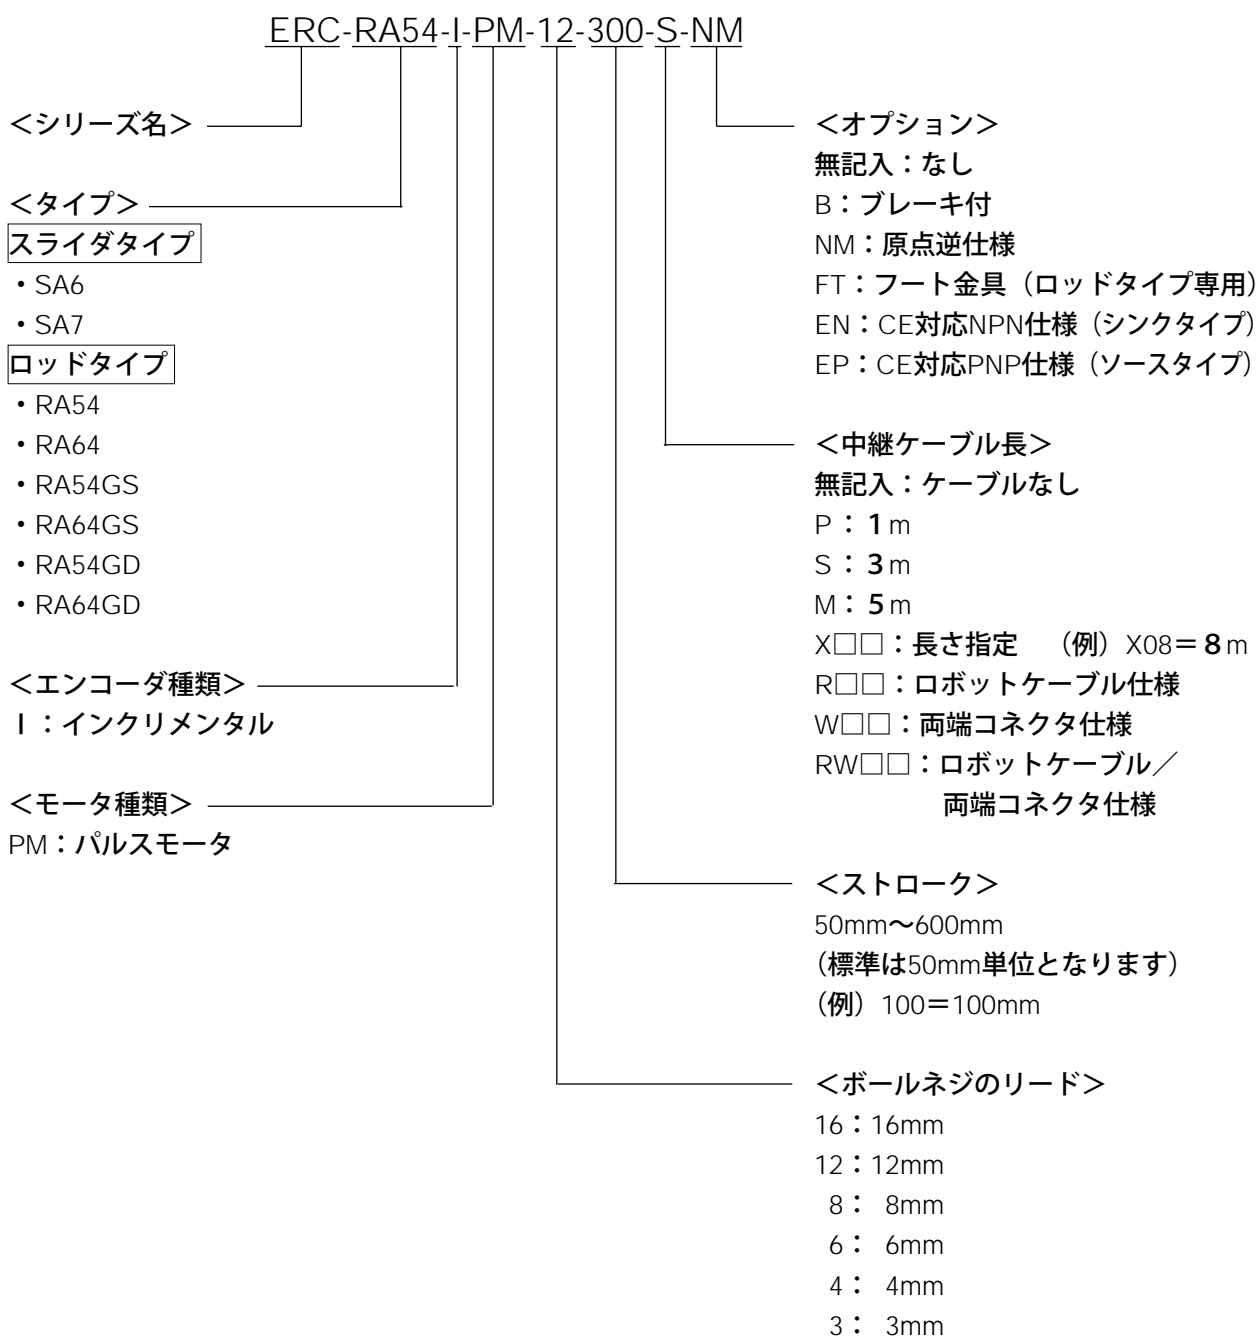 ERC-RA54-I-PM-12-300-S-NM
＜シリーズ名＞
＜タイプ＞
スライダタイプ
・SA6
・SA7
ロッドタイプ
・RA54
・RA64
・RA54GS
・RA64GS
・RA54GD
・RA64GD
＜エンコーダ種類＞
I：インクリメンタル
＜モータ種類＞
PM：パルスモータ
＜オプション＞
無記入：なし
B：ブレーキ付
NM：原点逆仕様
FT：フート金具（ロッドタイプ専用）
EN：CE対応NPN仕様（シンクタイプ）
EP：CE対応PNP仕様（ソースタイプ）
＜中継ケーブル長＞
無記入：ケーブルなし
P：1m
S：3m
M：5m
X□□：長さ指定　（例）X08＝8m
R□□：ロボットケーブル仕様
W□□：両端コネクタ仕様
RW□□：ロボットケーブル／
両端コネクタ仕様
＜ストローク＞
50mm〜600mm
（標準は50mm単位となります）
（例）100＝100mm
＜ボールネジのリード＞
16：16mm
12：12mm
8： 8mm
6： 6mm
4： 4mm
3： 3mm